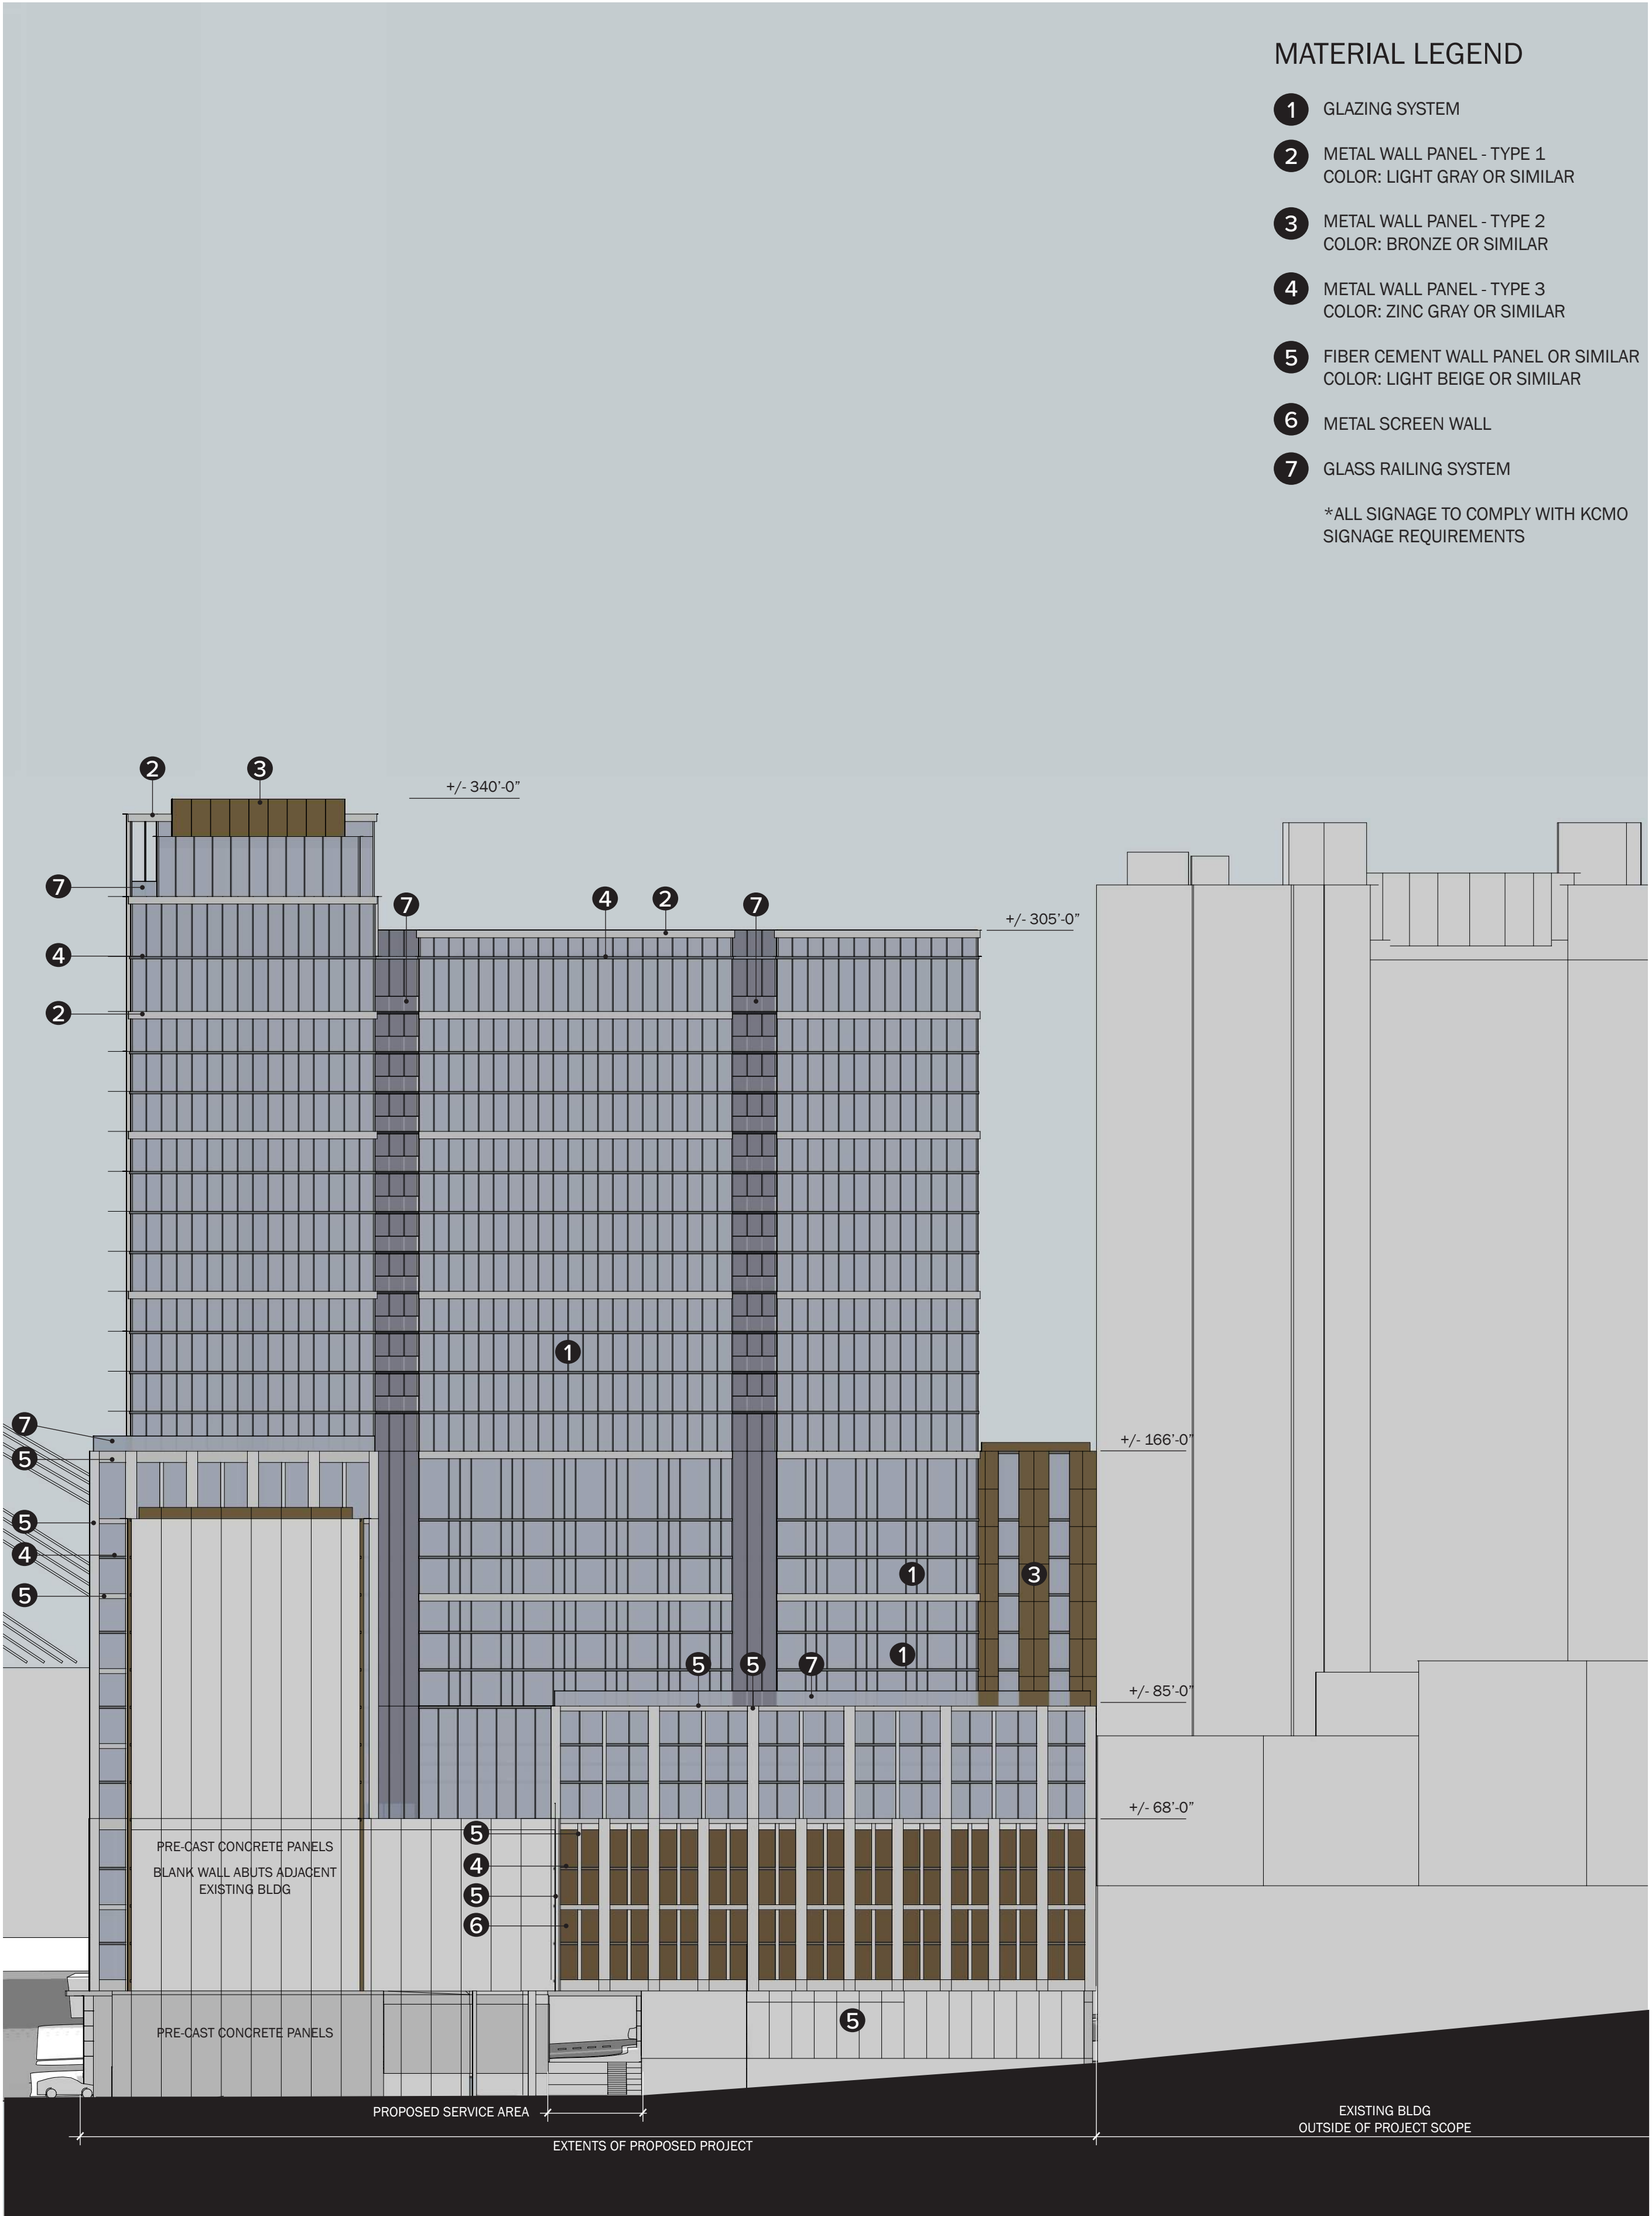 MATERIAL LEGEND
1 GLAZING SYSTEM
2 METAL WALL PANEL - TYPE 1
COLOR: LIGHT GRAY OR SIMILAR
3 METAL WALL PANEL - TYPE 2
COLOR: BRONZE OR SIMILAR
4 METAL WALL PANEL - TYPE 3
COLOR: ZINC GRAY OR SIMILAR
5 FIBER CEMENT WALL PANEL OR SIMILAR
COLOR: LIGHT BEIGE OR SIMILAR
6 METAL SCREEN WALL
7 GLASS RAILING SYSTEM
*ALL SIGNAGE TO COMPLY WITH KCMO
SIGNAGE REQUIREMENTS
2 3
+/- 340'-0"
7
7 4 2 7
+/- 305'-0"
4
2
1
7
+/- 166'-0"
5
5
4
1 3
5
1
5 5 7
+/- 85'-0"
+/- 68'-0"
5
PRE-CAST CONCRETE PANELS
4
BLANK WALL ABUTS ADJACENT
EXISTING BLDG
5
6
5
PRE-CAST CONCRETE PANELS
PROPOSED SERVICE AREA
EXISTING BLDG
OUTSIDE OF PROJECT SCOPE
EXTENTS OF PROPOSED PROJECT